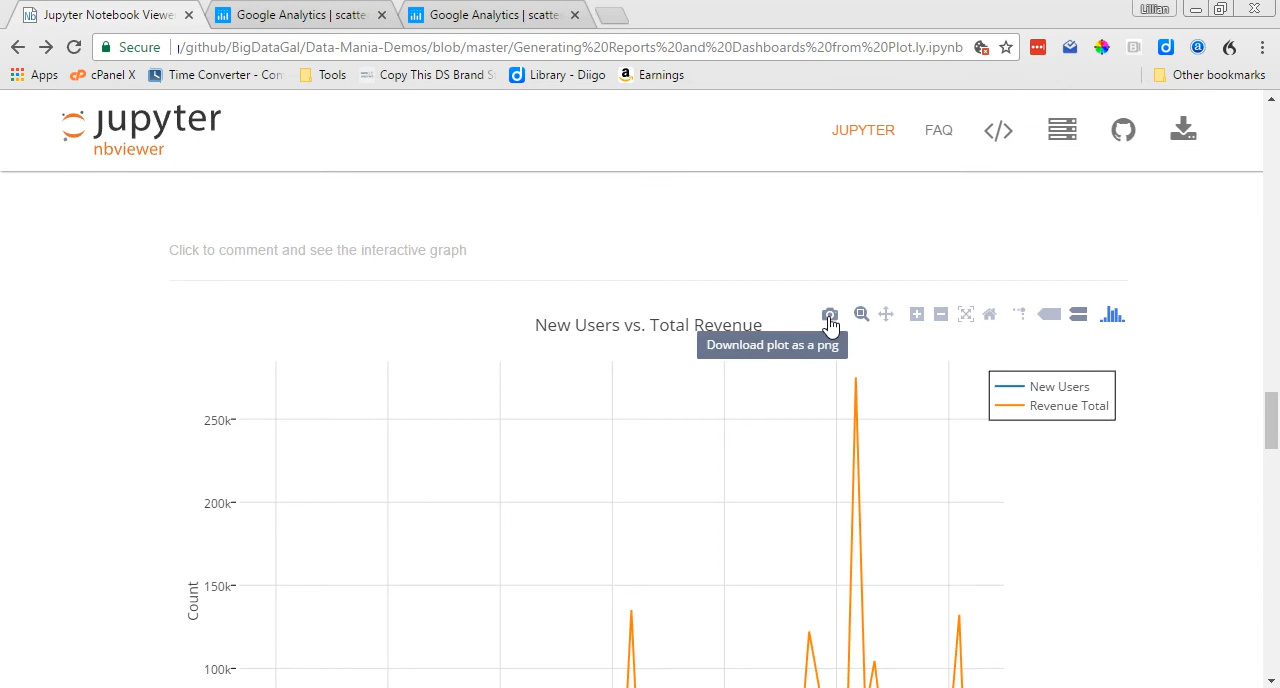 Jupyter Notebook Viewe
Google Analytics | scatte
Google Analytics | scatte
Lillian
Secure
/github/BigDataGal/Data-Mania-Demos/blob/master/Generating%20Reports%20and%20Dashboards%20from%20Plot.ly.ipynb
Apps
cPanel X
Time Converter - Con
Tools
Copy This DS Brand S
Library - Diigo
Earnings
Other bookmarks
jupyter
nbviewer
JUPYTER
FAQ
Click to comment and see the interactive graph
New Users vs. Total Revenue
Download plot as a png
New Users
Revenue Total
250k
200k
150k
100k
Count